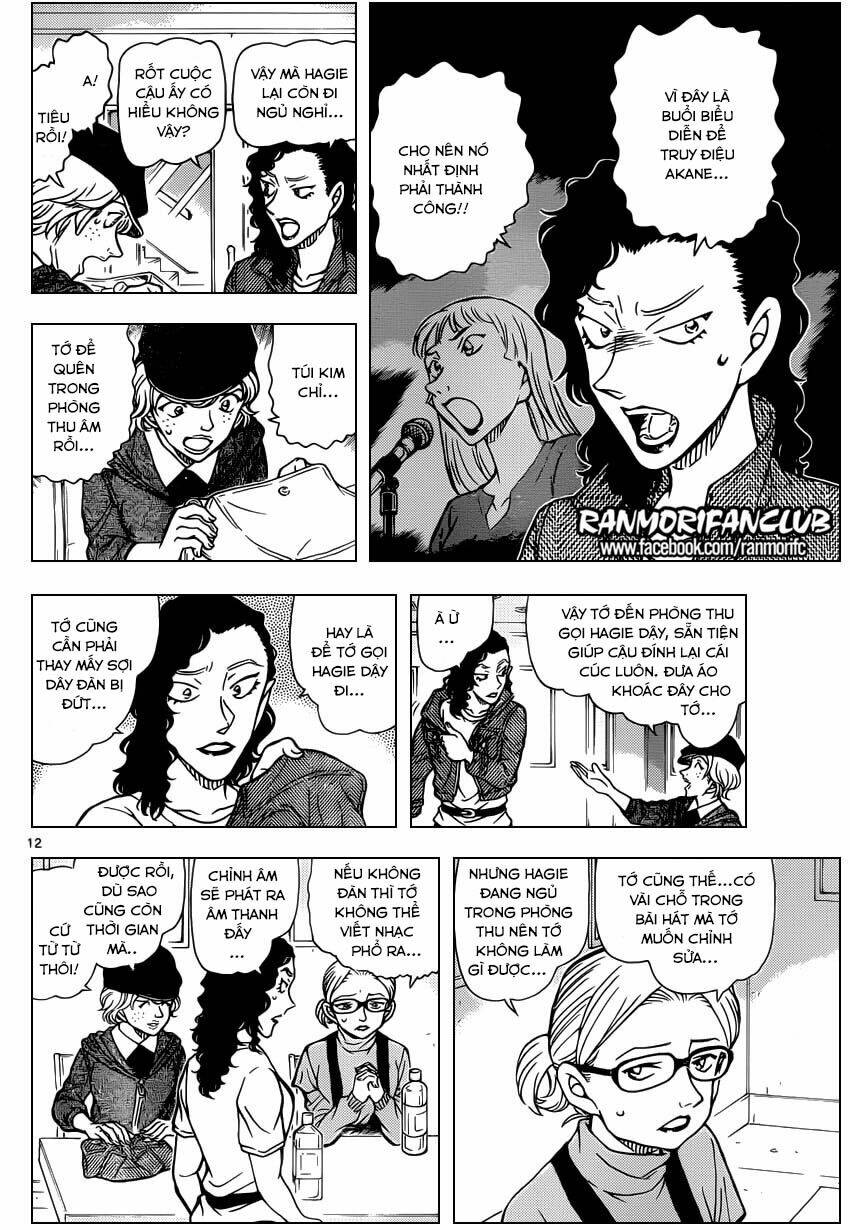 VÌ ĐÂY LÀ
BUỔI BIỂU
DIỄN ĐỂ
TRUY ĐIỆU
AKANE...
CHO NÊN NÓ
NHẤT ĐỊNH
PHẢI THÀNH
CÔNG!!
VẬY MÀ HAGIE
LẠI CÒN ĐI
NGỦ NGHỈ...
RỐT CUỘC
CẬU ẤY CÓ
HIỂU KHÔNG
VẬY?
A!
TIÊU
RỒI!
RANMORIFANCLUB
www.facebook.com/ranmorifc
TÚI KIM
CHỈ...
TỚ ĐỂ
QUÊN
TRONG
PHÒNG
THU ÂM
RỒI...
VẬY TỚ ĐẾN PHÒNG THU
GỌI HAGIE DẬY, SẴN TIỆN
GIÚP CẬU ĐÍNH LẠI CÁI
CÚC LUÔN. ĐƯA ÁO
KHOÁC ĐÂY CHO
TỚ...
À Ừ
...
HAY LÀ
ĐỂ TỚ GỌI
HAGIE DẬY
ĐI...
TỚ CŨNG
CẦN PHẢI
THAY MẤY SỢI
DÂY ĐÀN BỊ
ĐỨT...
12
TỚ CŨNG THẾ...CÓ
VÀI CHỖ TRONG
BÀI HÁT MÀ TỚ
MUỐN CHỈNH
SỬA...
NHƯNG HAGIE
ĐANG NGỦ
TRONG PHÒNG
THU NÊN TỚ
KHÔNG LÀM
GÌ ĐƯỢC...
NẾU KHÔNG
ĐÀN THÌ TỚ
KHÔNG THỂ
VIẾT NHẠC
PHỔ RA...
CHỈNH ÂM
SẼ PHÁT RA
ÂM THANH
ĐẤY
...
ĐƯỢC RỒI,
DÙ SAO
CŨNG CÒN
THỜI GIAN
MÀ..
CỨ
TỪ TỪ
THÔI!